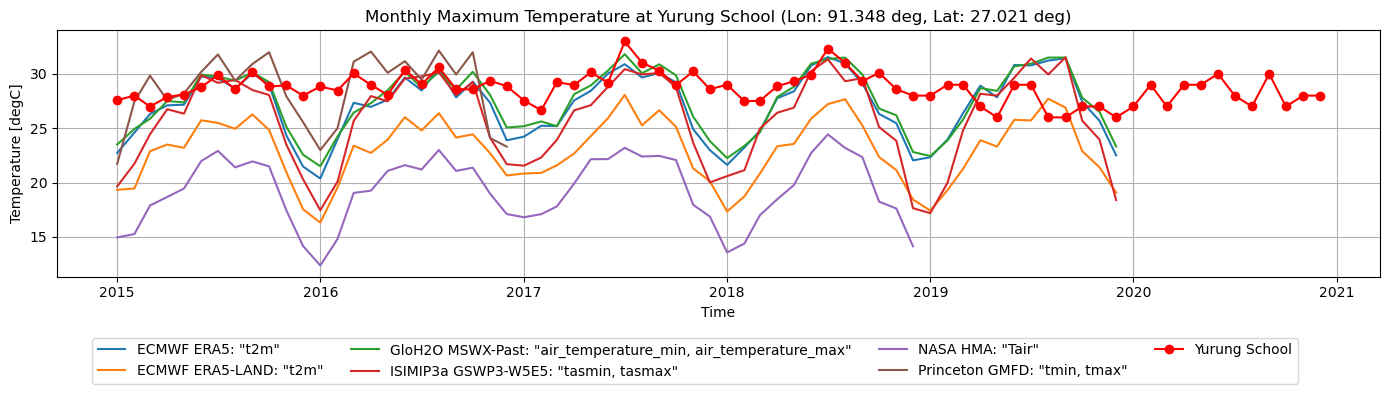 Monthly Maximum Temperature at Yurung School (Lon: 91.348 deg, Lat: 27.021 deg)
Temperature [degC]
30
25
20
15
2015 2016 2017 2018 2019 2020 2021
Time
ECMWF ERA5: "t2m" GloH2O MSWX-Past: "air_temperature_min, air_temperature_max" NASA HMA: "Tair" Yurung School
ECMWF ERA5-LAND: "t2m" ISIMIP3a GSWP3-W5E5: "tasmin, tasmax" Princeton GMFD: "tmin, tmax"